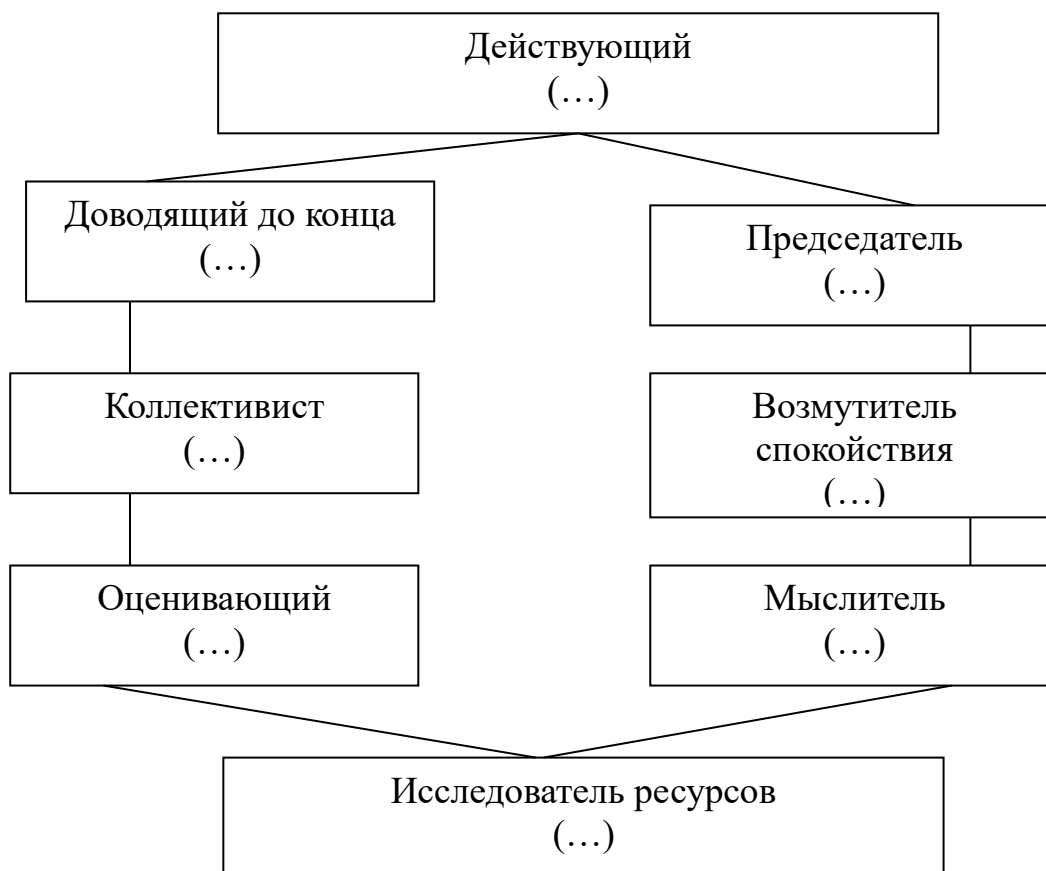 Действующий
(…)
Доводящий до конца
(…)
Председатель
(…)
Коллективист
(…)
Возмутитель
спокойствия
(…)
Оценивающий
(…)
Мыслитель
(…)
Исследователь ресурсов
(…)